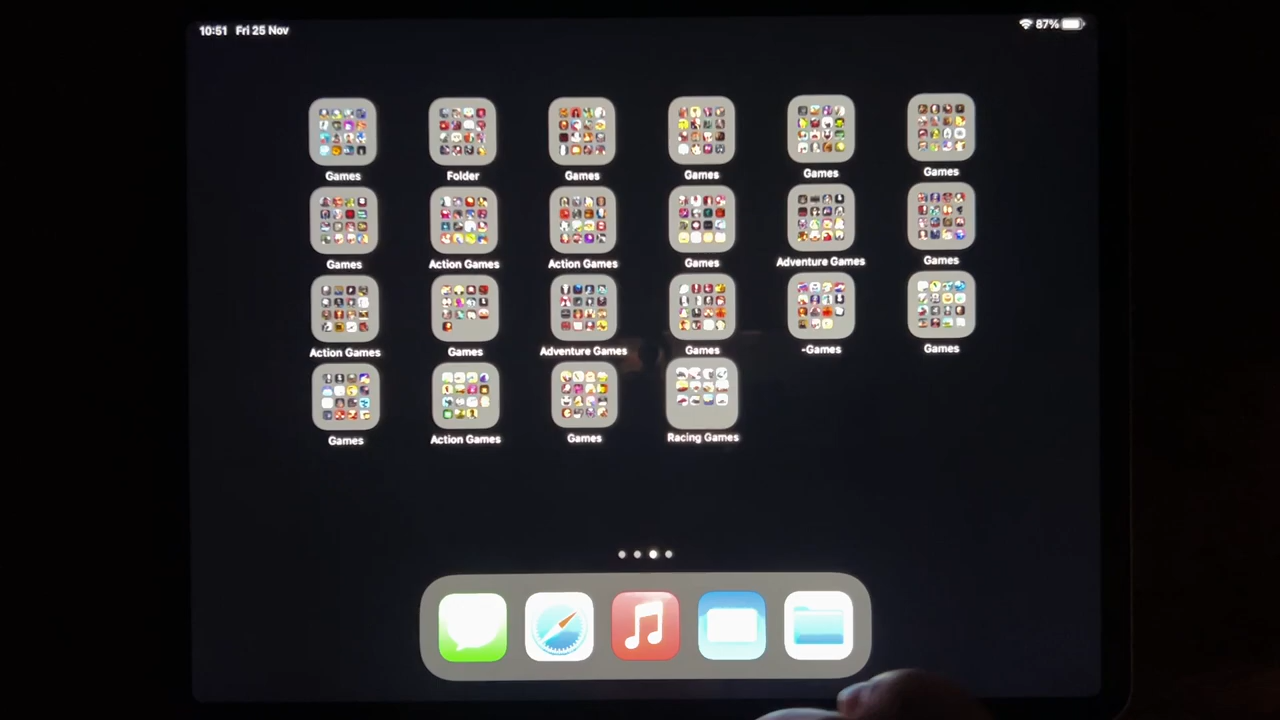 10:51 Fri 25 Nov 87%
Games Folder Games Games Games Games
Games Action Games Action Games Games Adventure Games Games
Action Games Games Adventure Games Games -Games Games
Games Action Games Games Racing Games